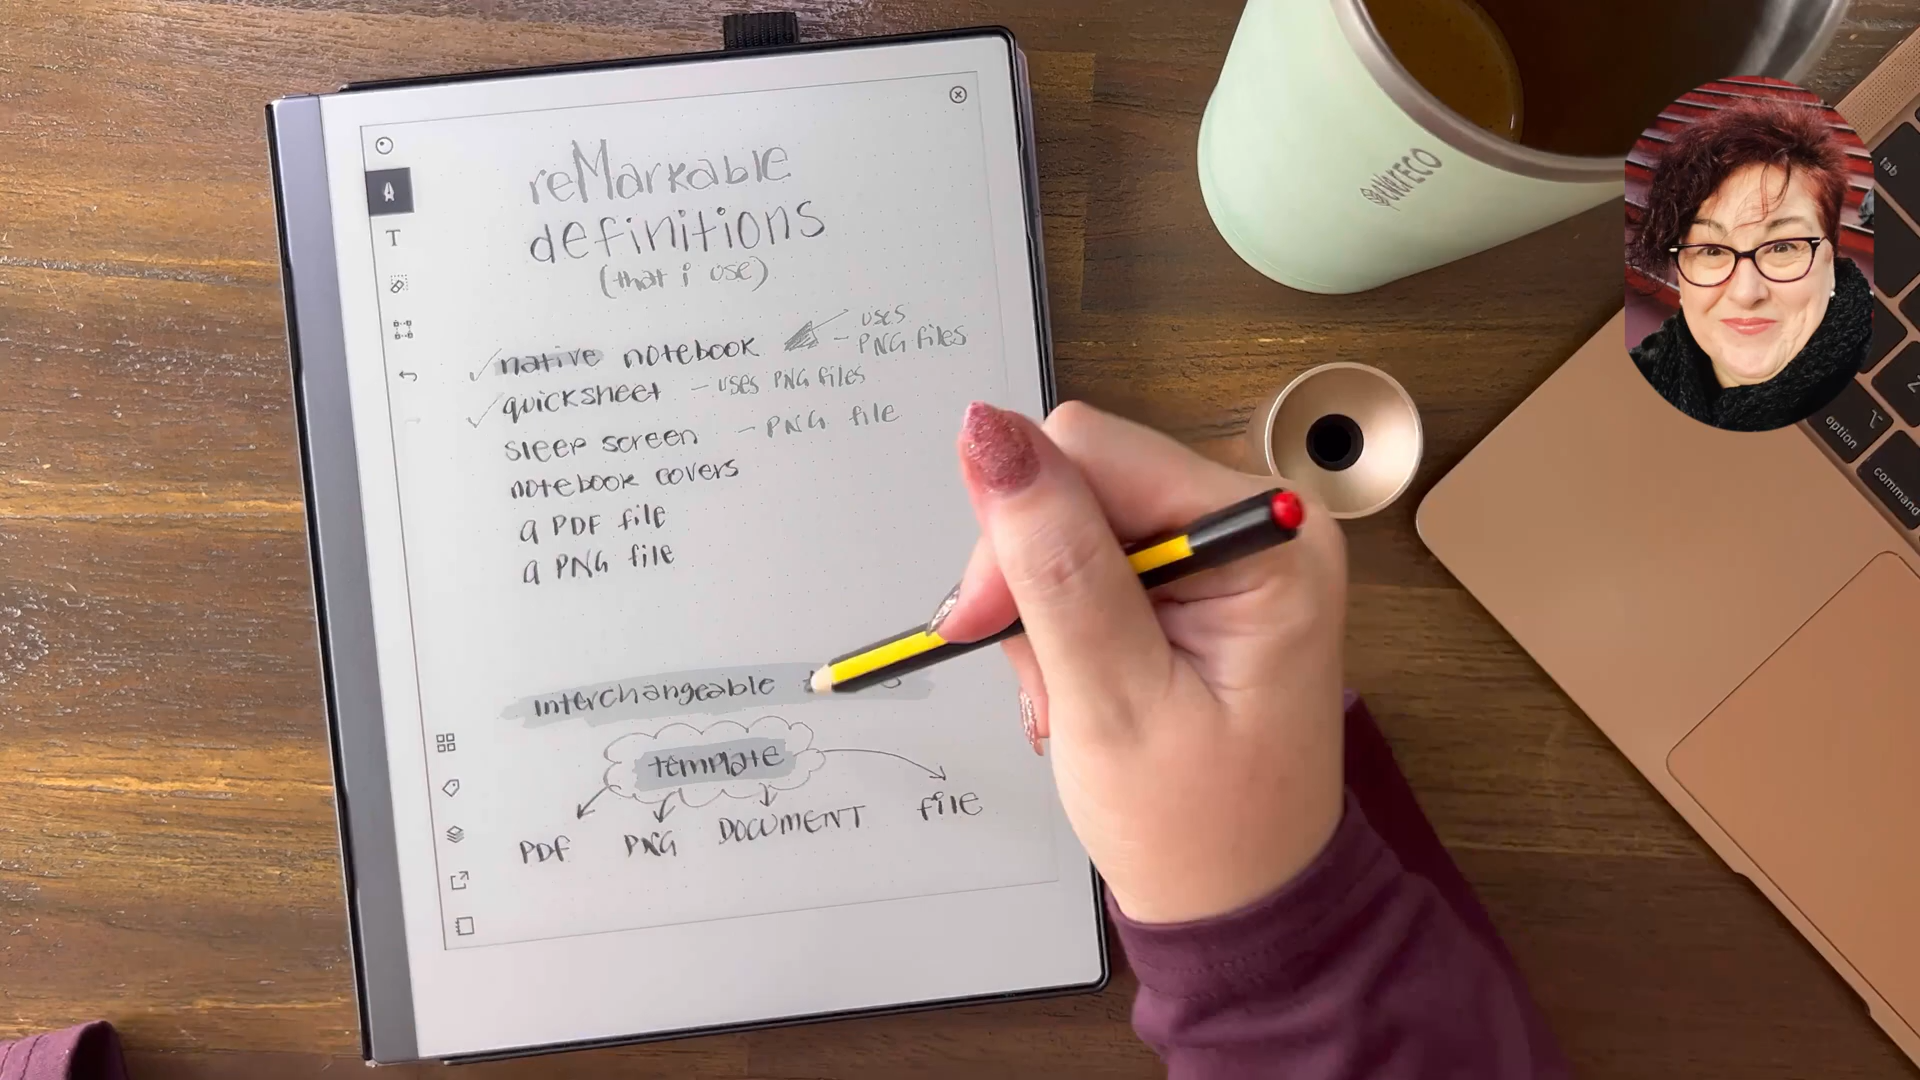 reMarkable
definitions
(that i use)
native notebook - uses PNG files
quicksheet - uses PNG files
sleep screen - PNG file
notebook covers
a PDF file
a PNG file
interchangeable
template
PDF PNG DOCUMENT file
T
tab
option
command